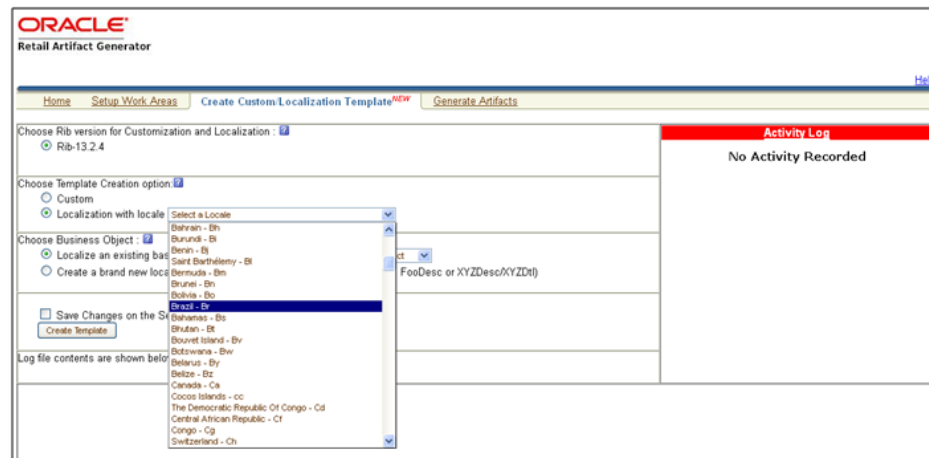 ORACLE
Retail Artifact Generator
Hel
Home Setup Work Areas Create Custom/Localization Template NEW Generate Artifacts
Choose Rib version for Customization and Localization : ?
Rib-13.2.4
Activity Log
No Activity Recorded
Choose Template Creation option: ?
Custom
Localization with locale Select a Locale
Bahrain - Bh
Burundi - Bi
Benin - Bj
Saint Barthélemy - Bl
Bermuda - Bm
Brunei - Bn
Bolivia - Bo
Brazil - Br
Bahamas - Bs
Bhutan - Bt
Bouvet Island - Bv
Botswana - Bw
Belarus - By
Belize - Bz
Canada - Ca
Cocos Islands - cc
The Democratic Republic Of Congo - Cd
Central African Republic - Cf
Congo - Cg
Switzerland - Ch
Choose Business Object : ?
Localize an existing bas ct
Create a brand new loca FooDesc or XYZDesc/XYZDtl)
Save Changes on the Se
Create Template
Log file contents are shown belo